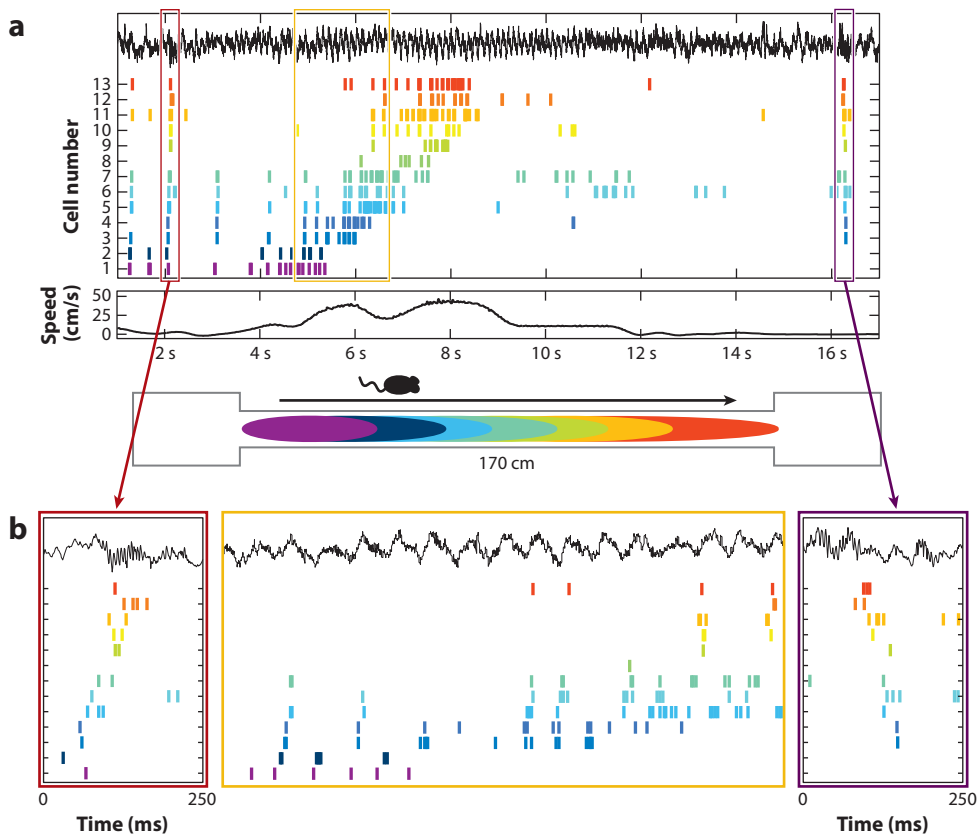 a
Cell number
13
12
11
10
9
8
7
6
5
4
3
2
1
Speed
(cm/s)
50
25
0
2 s
4 s
6 s
8 s
10 s
12 s
14 s
16 s
170 cm
b
0
250
Time (ms)
0
250
Time (ms)